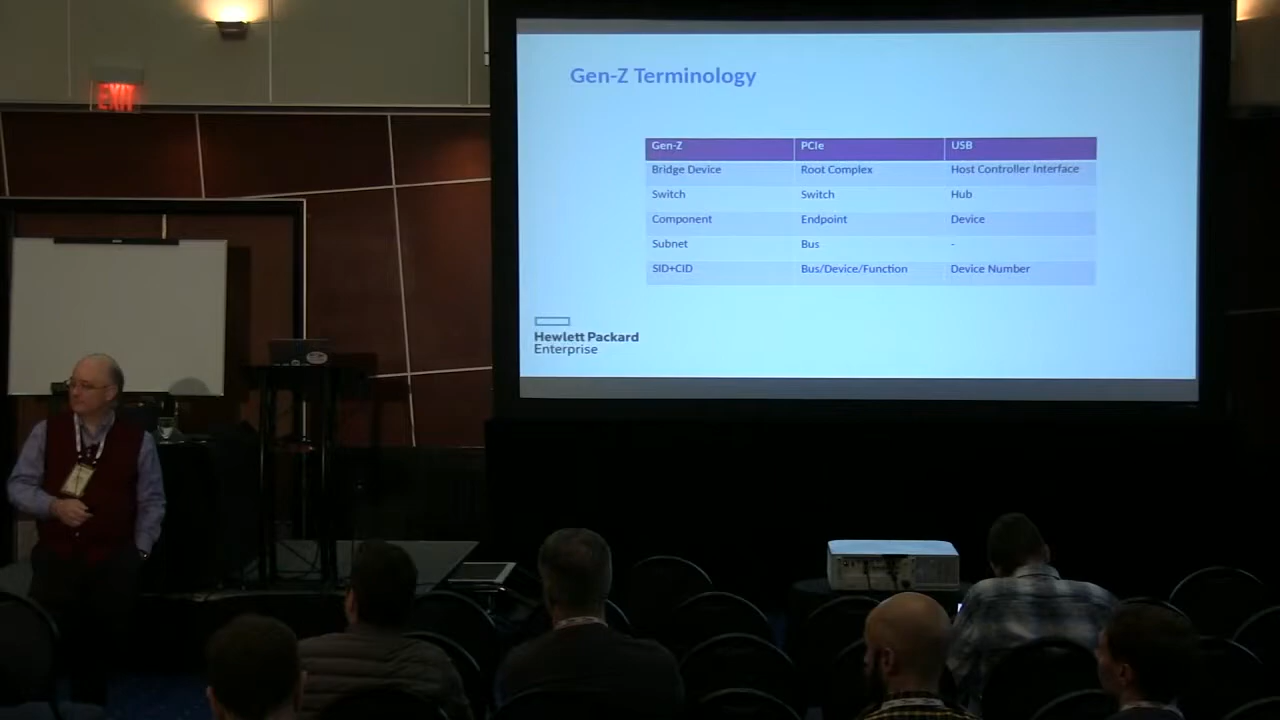 EXIT
Gen-Z Terminology
Gen-Z PCIe USB
Bridge Device Root Complex Host Controller Interface
Switch Switch Hub
Component Endpoint Device
Subnet Bus -
SID+CID Bus/Device/Function Device Number
Hewlett Packard
Enterprise